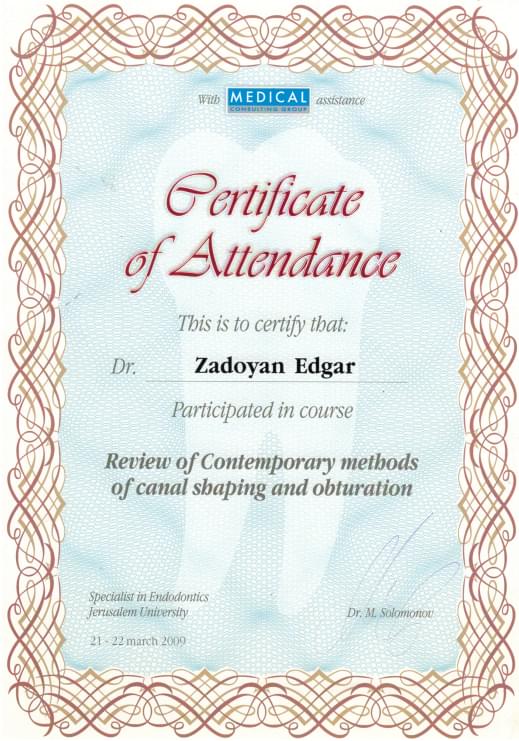 With MEDICAL CONSULTING GROUP assistance
Certificate
of Attendance
This is to certify that:
Dr. Zadoyan Edgar
Participated in course
Review of Contemporary methods
of canal shaping and obturation
Specialist in Endodontics
Jerusalem University
Dr. M. Solomonov
21 - 22 march 2009